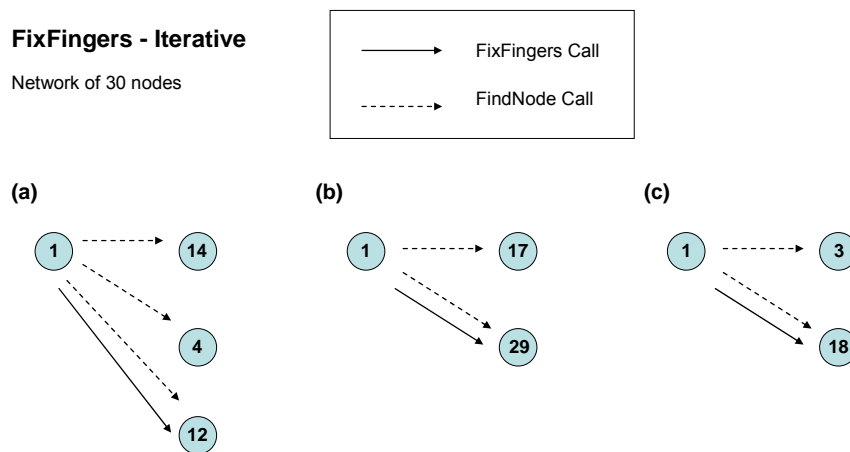 FixFingers - Iterative
Network of 30 nodes
FixFingers Call
FindNode Call
(a)
(b)
(c)
1
14
1
17
1
3
4
29
18
12